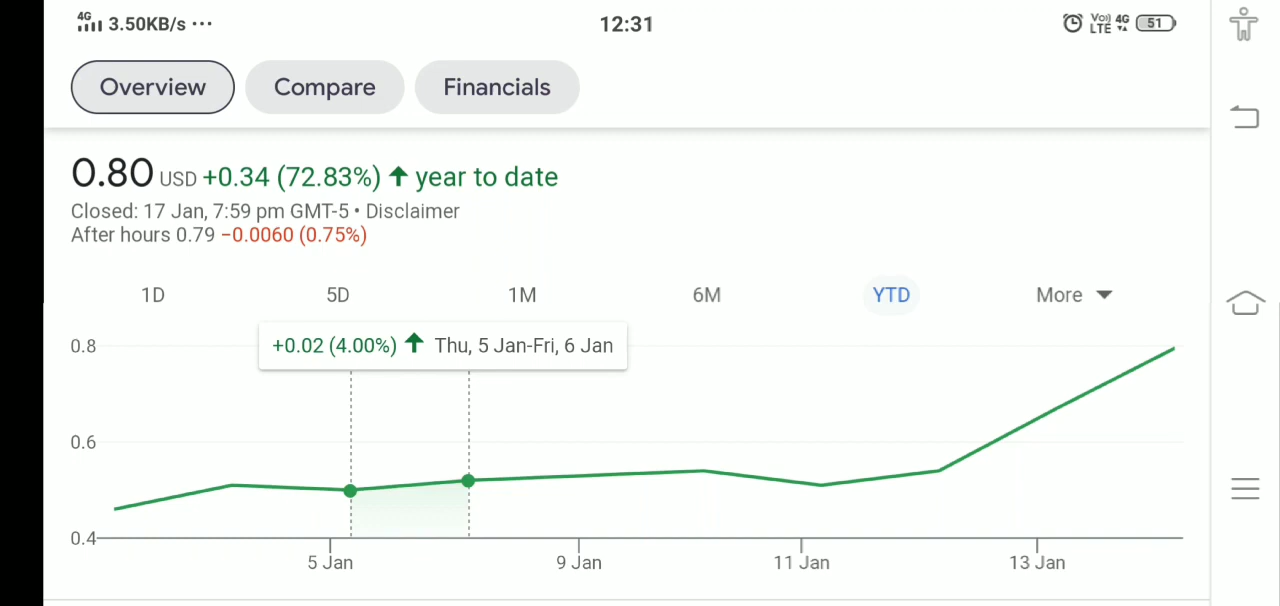 4G 3.50KB/s ··· 12:31 Vo) LTE 4G 51
Overview Compare Financials
0.80 USD +0.34 (72.83%) ↑ year to date
Closed: 17 Jan, 7:59 pm GMT-5 • Disclaimer
After hours 0.79 −0.0060 (0.75%)
1D 5D 1M 6M YTD More
+0.02 (4.00%) ↑ Thu, 5 Jan-Fri, 6 Jan
0.8
0.6
0.4
5 Jan 9 Jan 11 Jan 13 Jan